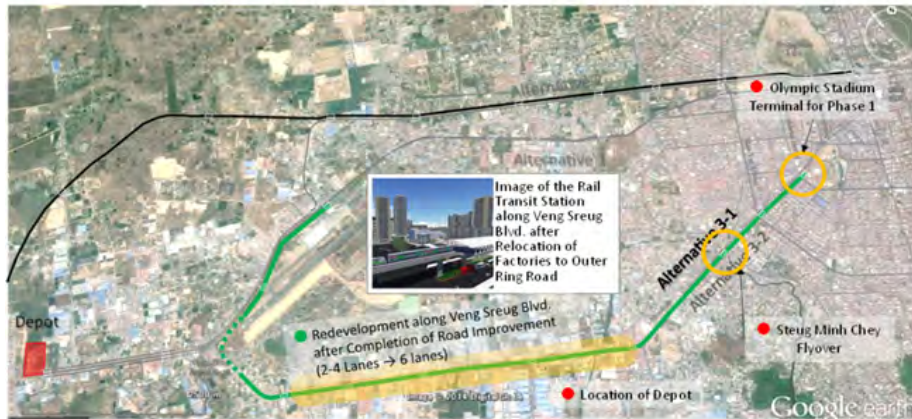 Olympic Stadium
Terminal for Phase 1
Alternative
Alternative
Image of the Rail
Transit Station
along Veng Sreug
Blvd. after
Relocation of
Factories to Outer
Ring Road
Alternative 3-1
Alternative 3-2
Depot
Redevelopment along Veng Sreug Blvd.
after Completion of Road Improvement
(2-4 Lanes → 6 lanes)
Steug Minh Chey
Flyover
Location of Depot
Google earth